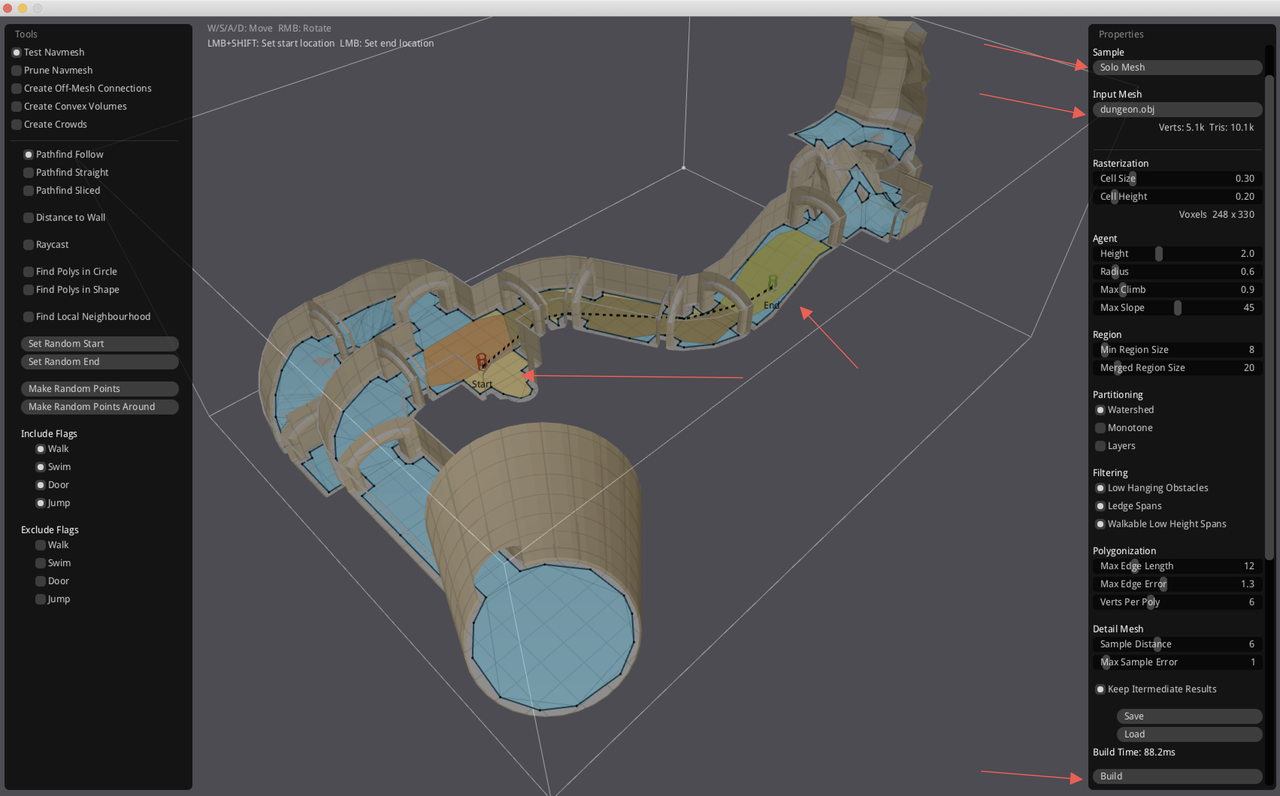 Tools
Test Navmesh
Prune Navmesh
Create Off-Mesh Connections
Create Convex Volumes
Create Crowds
Pathfind Follow
Pathfind Straight
Pathfind Sliced
Distance to Wall
Raycast
Find Polys in Circle
Find Polys in Shape
Find Local Neighbourhood
Set Random Start
Set Random End
Make Random Points
Make Random Points Around
Include Flags
Walk
Swim
Door
Jump
Exclude Flags
Walk
Swim
Door
Jump
W/S/A/D: Move RMB: Rotate
LMB+SHIFT: Set start location LMB: Set end location
End
Start
Properties
Sample
Solo Mesh
Input Mesh
dungeon.obj
Verts: 5.1k Tris: 10.1k
Rasterization
Cell Size 0.30
Cell Height 0.20
Voxels 248 x 330
Agent
Height 2.0
Radius 0.6
Max Climb 0.9
Max Slope 45
Region
Min Region Size 8
Merged Region Size 20
Partitioning
Watershed
Monotone
Layers
Filtering
Low Hanging Obstacles
Ledge Spans
Walkable Low Height Spans
Polygonization
Max Edge Length 12
Max Edge Error 1.3
Verts Per Poly 6
Detail Mesh
Sample Distance 6
Max Sample Error 1
Keep Itermediate Results
Save
Load
Build Time: 88.2ms
Build